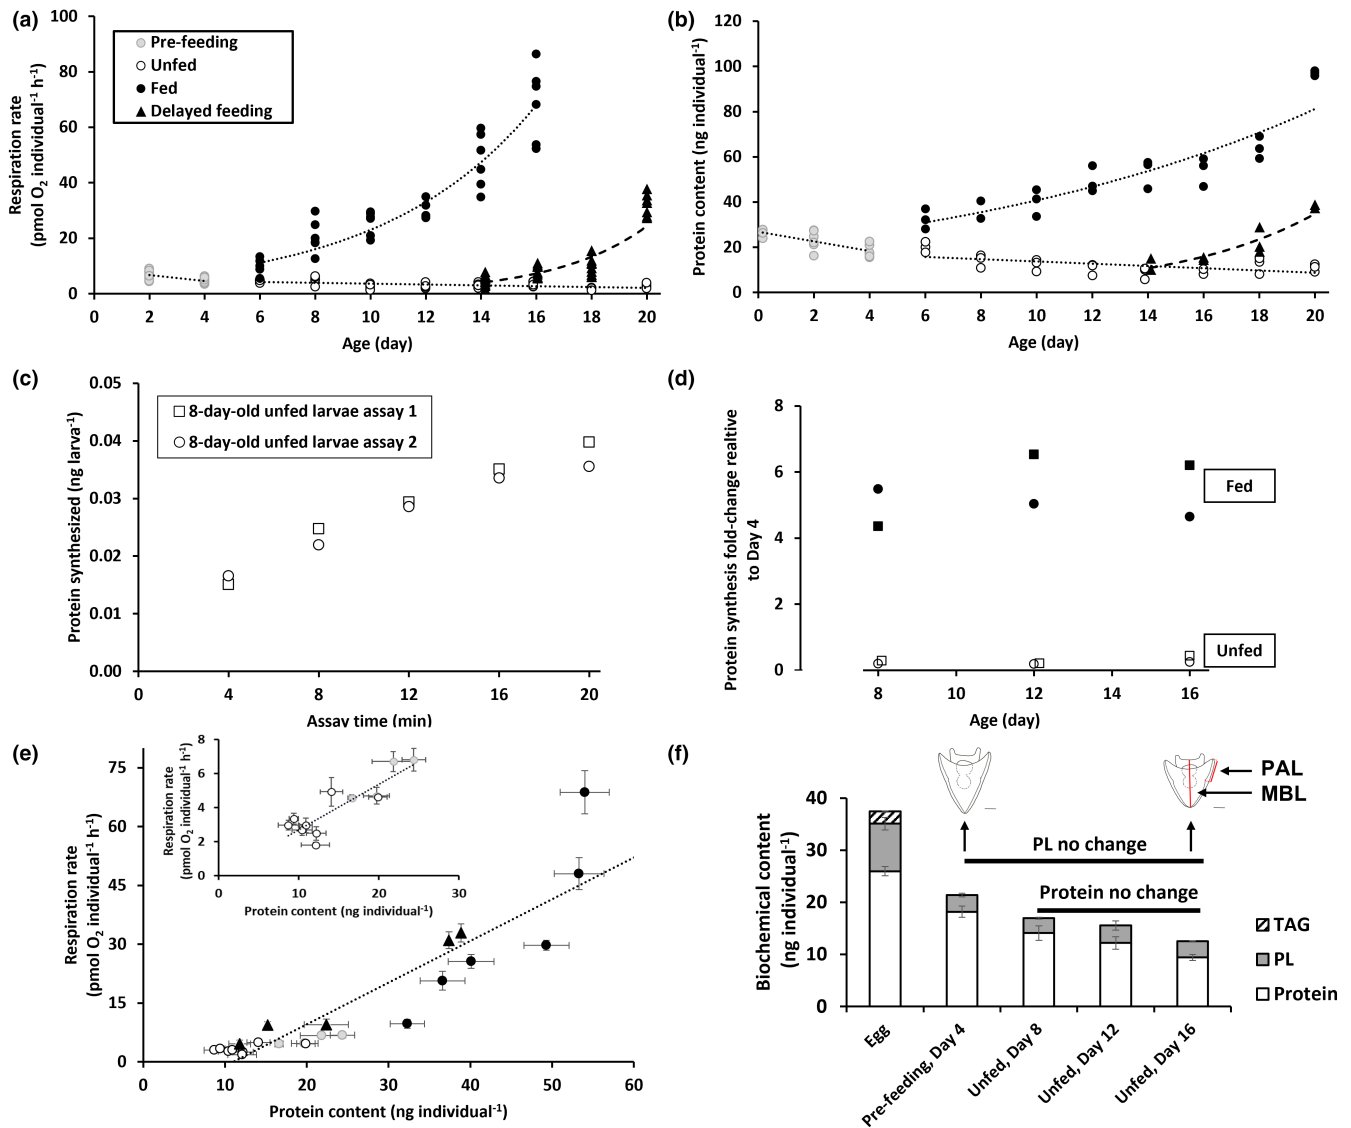 (a)
100
80
60
40
20
0
Respiration rate
(pmol O2 individual-1 h-1)
Pre-feeding
Unfed
Fed
Delayed feeding
0 2 4 6 8 10 12 14 16 18 20
Age (day)
(b)
120
100
80
60
40
20
0
Protein content (ng individual-1)
0 2 4 6 8 10 12 14 16 18 20
Age (day)
(c)
0.05
0.04
0.03
0.02
0.01
0.00
Protein synthesized (ng larva-1)
8-day-old unfed larvae assay 1
8-day-old unfed larvae assay 2
0 4 8 12 16 20
Assay time (min)
(d)
8
6
4
2
0
Protein synthesis fold-change realtive
to Day 4
Fed
Unfed
8 10 12 14 16
Age (day)
(e)
75
60
45
30
15
0
Respiration rate
(pmol O2 individual-1 h-1)
8
6
4
2
0
Respiration rate
(pmol O2 individual-1 h-1)
0 10 20 30
Protein content (ng individual-1)
0 10 20 30 40 50 60
Protein content (ng individual-1)
(f)
PAL
MBL
40
30
20
10
0
Biochemical content
(ng individual-1)
PL no change
Protein no change
TAG
PL
Protein
Egg
Pre-feeding, Day 4
Unfed, Day 8
Unfed, Day 12
Unfed, Day 16